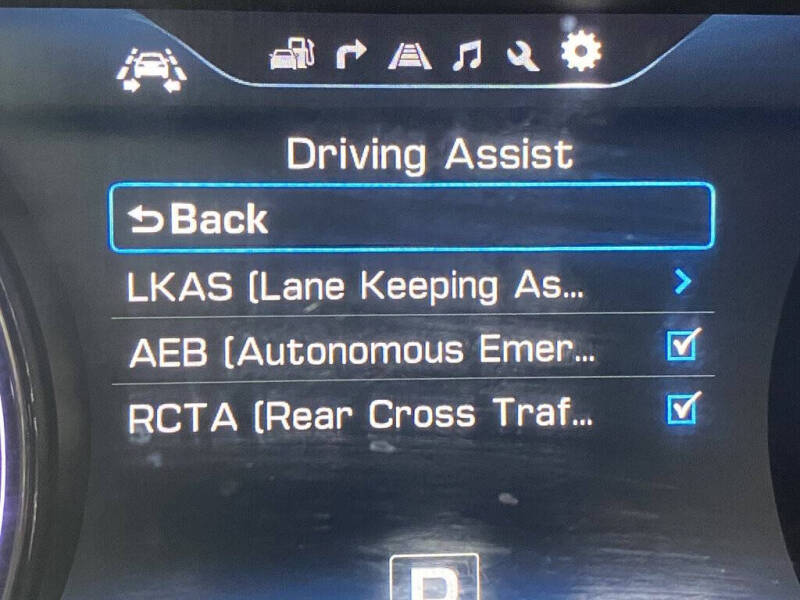 Driving Assist
Back
LKAS (Lane Keeping As...
AEB (Autonomous Emer...
RCTA (Rear Cross Traf...